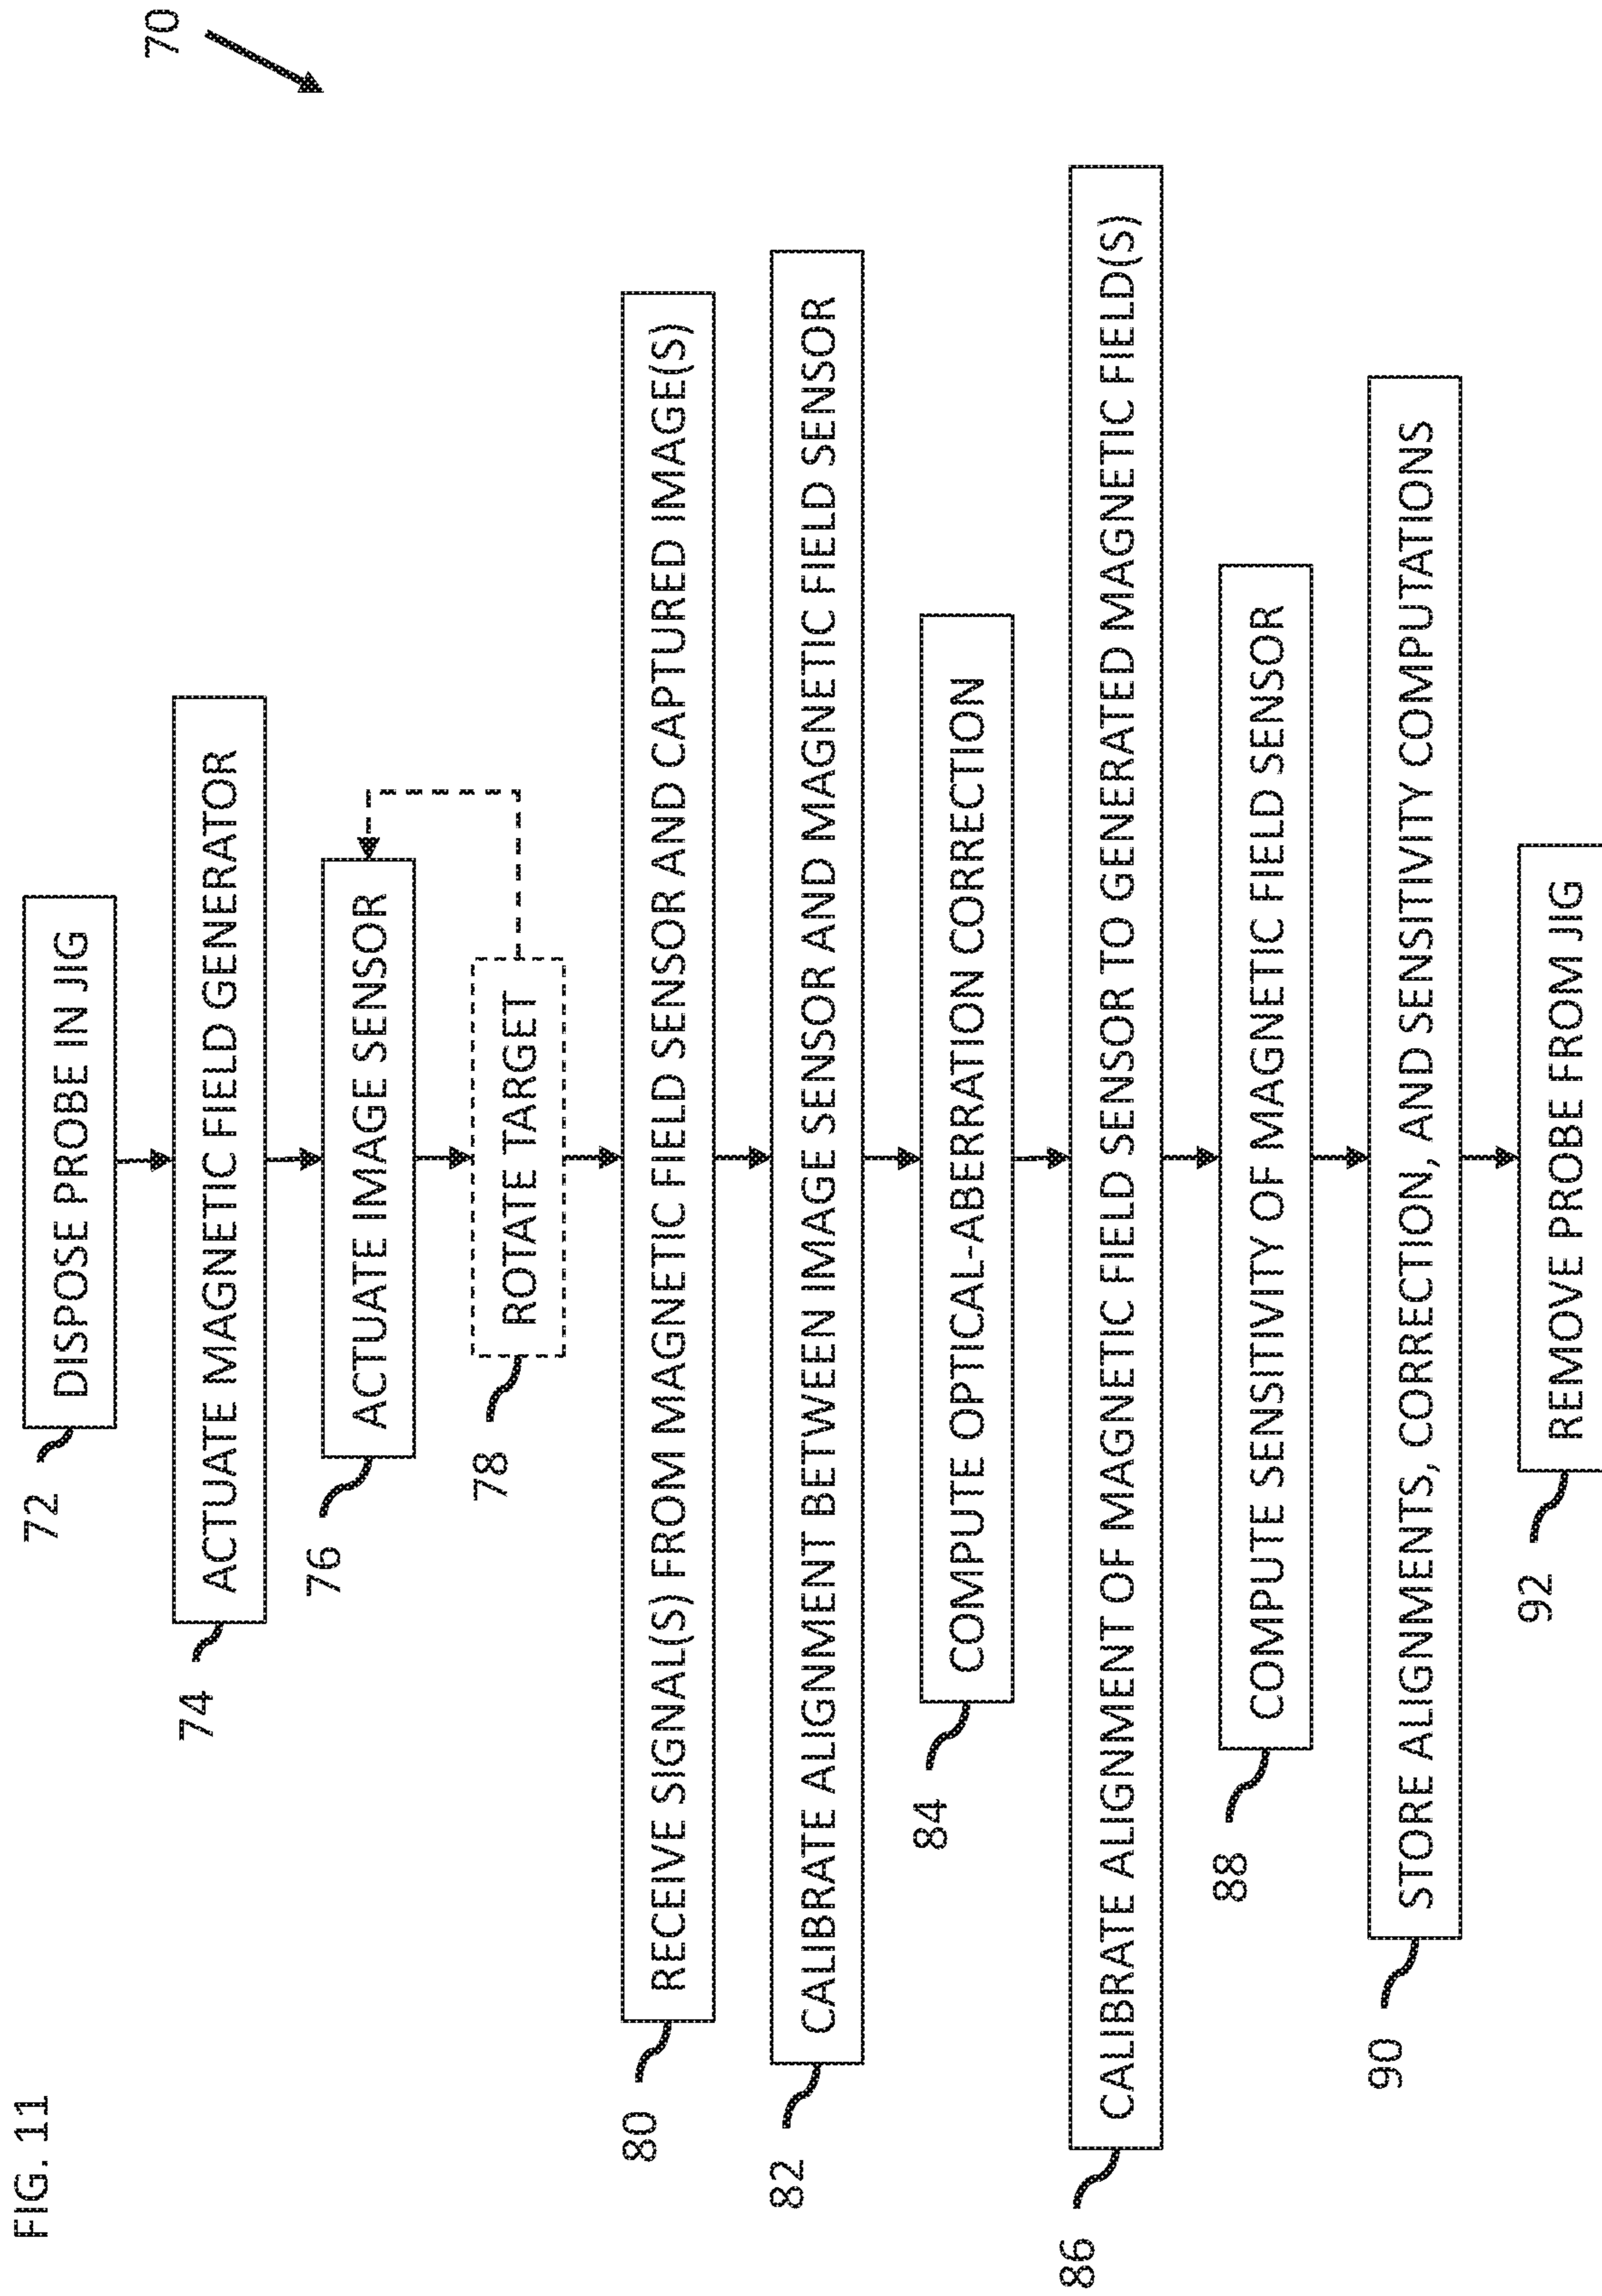 FIG. 11
70
72
DISPOSE PROBE IN JIG
74
ACTUATE MAGNETIC FIELD GENERATOR
76
ACTUATE IMAGE SENSOR
78
ROTATE TARGET
80
RECEIVE SIGNAL(S) FROM MAGNETIC FIELD SENSOR AND CAPTURED IMAGE(S)
82
CALIBRATE ALIGNMENT BETWEEN IMAGE SENSOR AND MAGNETIC FIELD SENSOR
84
COMPUTE OPTICAL-ABERRATION CORRECTION
86
CALIBRATE ALIGNMENT OF MAGNETIC FIELD SENSOR TO GENERATED MAGNETIC FIELD(S)
88
COMPUTE SENSITIVITY OF MAGNETIC FIELD SENSOR
90
STORE ALIGNMENTS, CORRECTION, AND SENSITIVITY COMPUTATIONS
92
REMOVE PROBE FROM JIG